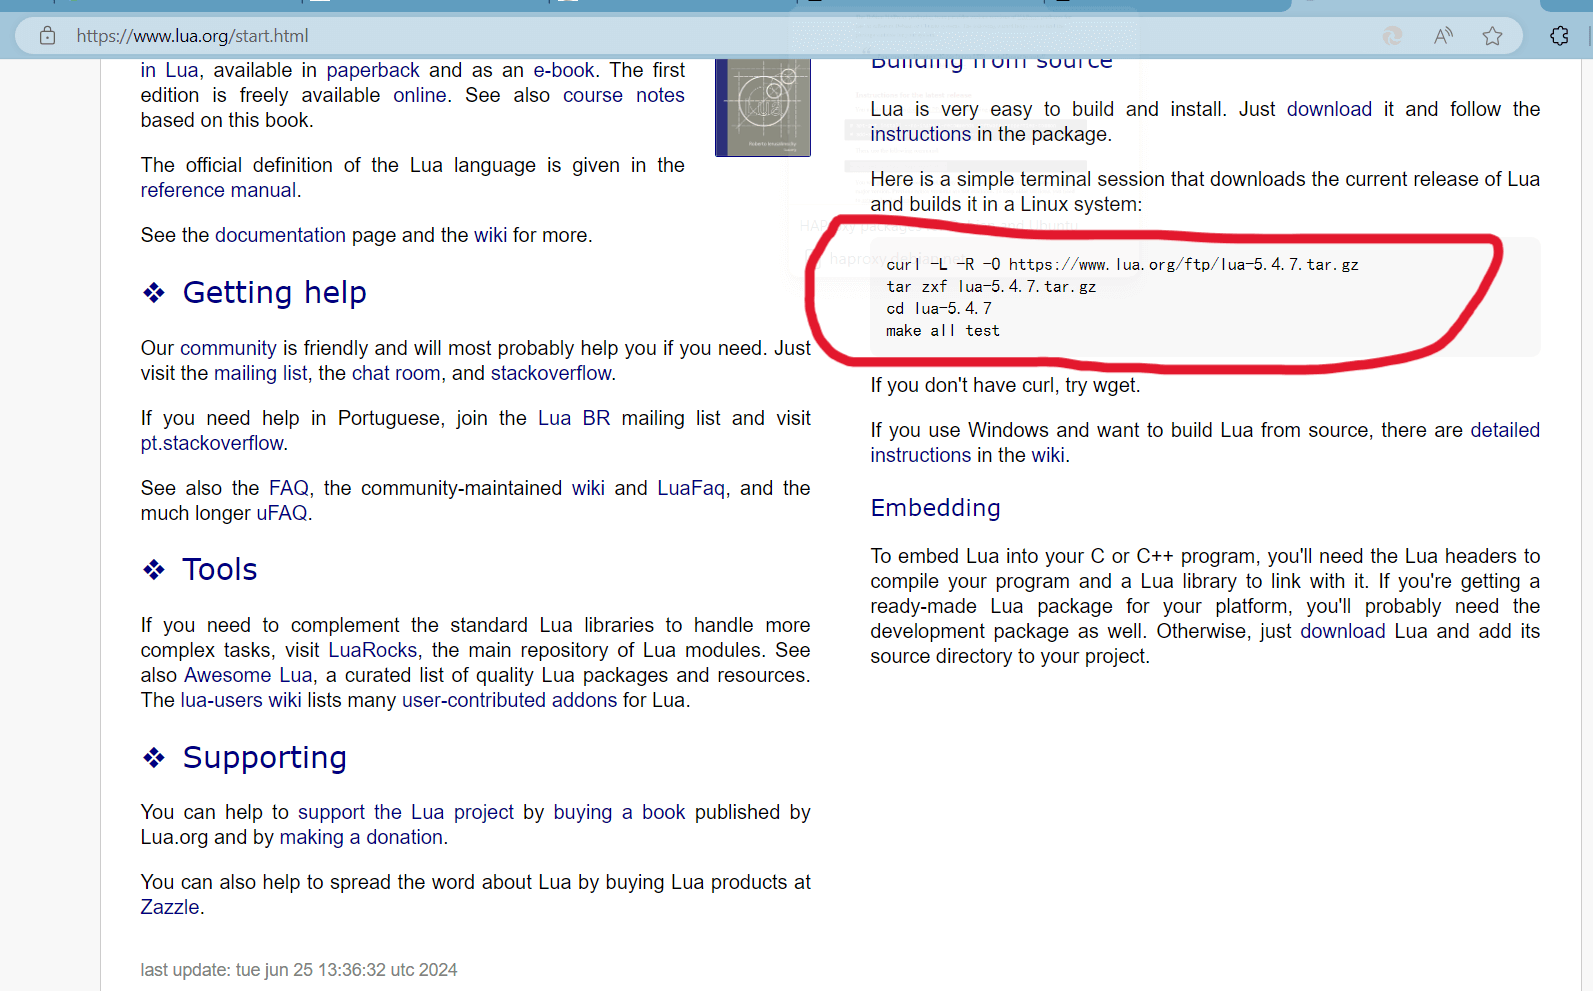 https://www.lua.org/start.html
in Lua, available in paperback and as an e-book. The first
edition is freely available online. See also course notes
based on this book.
The official definition of the Lua language is given in the
reference manual.
See the documentation page and the wiki for more.
❖ Getting help
Our community is friendly and will most probably help you if you need. Just
visit the mailing list, the chat room, and stackoverflow.
If you need help in Portuguese, join the Lua BR mailing list and visit
pt.stackoverflow.
See also the FAQ, the community-maintained wiki and LuaFaq, and the
much longer uFAQ.
❖ Tools
If you need to complement the standard Lua libraries to handle more
complex tasks, visit LuaRocks, the main repository of Lua modules. See
also Awesome Lua, a curated list of quality Lua packages and resources.
The lua-users wiki lists many user-contributed addons for Lua.
❖ Supporting
You can help to support the Lua project by buying a book published by
Lua.org and by making a donation.
You can also help to spread the word about Lua by buying Lua products at
Zazzle.
last update: tue jun 25 13:36:32 utc 2024
Building from source
Lua is very easy to build and install. Just download it and follow the
instructions in the package.
Here is a simple terminal session that downloads the current release of Lua
and builds it in a Linux system:
curl -L -R -O https://www.lua.org/ftp/lua-5.4.7.tar.gz
tar zxf lua-5.4.7.tar.gz
cd lua-5.4.7
make all test
If you don't have curl, try wget.
If you use Windows and want to build Lua from source, there are detailed
instructions in the wiki.
Embedding
To embed Lua into your C or C++ program, you'll need the Lua headers to
compile your program and a Lua library to link with it. If you're getting a
ready-made Lua package for your platform, you'll probably need the
development package as well. Otherwise, just download Lua and add its
source directory to your project.